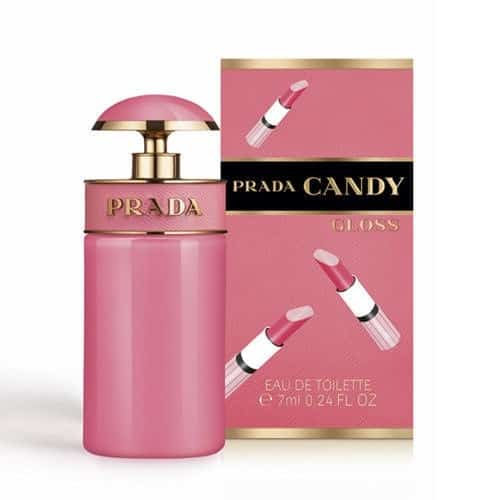 PRADA
PRADA CANDY
GLOSS
EAU DE TOILETTE
℮ 7ml 0.24 FL OZ